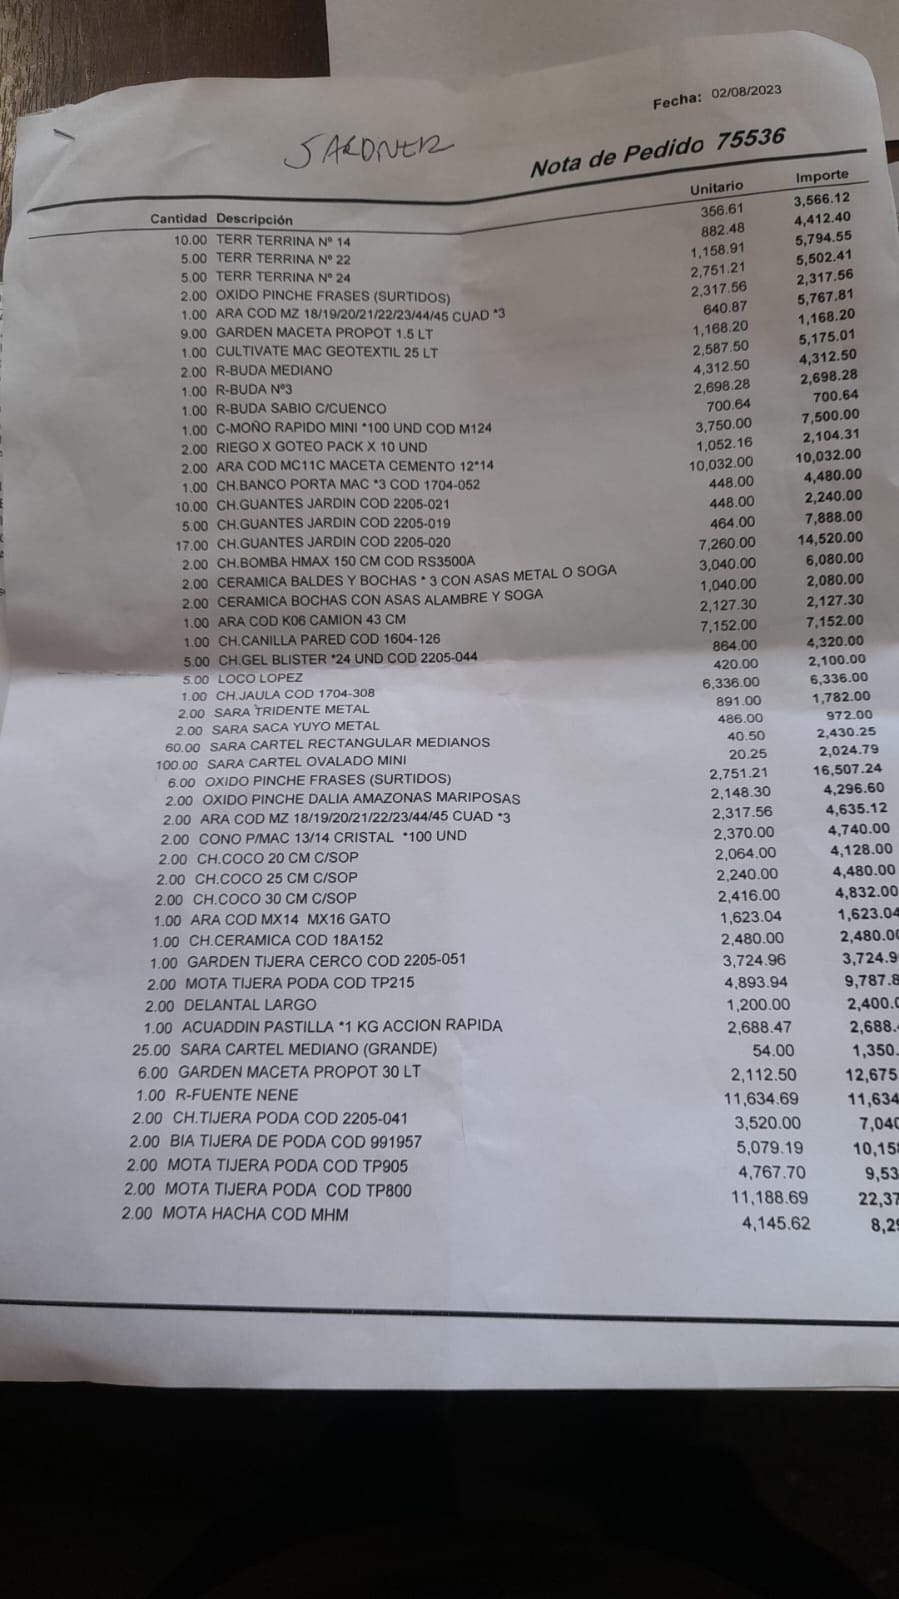 Fecha: 02/08/2023
Nota de Pedido 75536
Cantidad Descripción Unitario Importe
10.00 TERR TERRINA Nº 14 356.61 3,566.12
5.00 TERR TERRINA Nº 22 882.48 4,412.40
5.00 TERR TERRINA Nº 24 1,158.91 5,794.55
2.00 OXIDO PINCHE FRASES (SURTIDOS) 2,751.21 5,502.41
1.00 ARA COD MZ 18/19/20/21/22/23/44/45 CUAD *3 2,317.56 2,317.56
9.00 GARDEN MACETA PROPOT 1.5 LT 640.87 5,767.81
1.00 CULTIVATE MAC GEOTEXTIL 25 LT 1,168.20 1,168.20
2.00 R-BUDA MEDIANO 2,587.50 5,175.01
1.00 R-BUDA Nº3 4,312.50 4,312.50
1.00 R-BUDA SABIO C/CUENCO 2,698.28 2,698.28
1.00 C-MOÑO RAPIDO MINI *100 UND COD M124 700.64 700.64
2.00 RIEGO X GOTEO PACK X 10 UND 3,750.00 7,500.00
2.00 ARA COD MC11C MACETA CEMENTO 12*14 1,052.16 2,104.31
1.00 CH.BANCO PORTA MAC *3 COD 1704-052 10,032.00 10,032.00
10.00 CH.GUANTES JARDIN COD 2205-021 448.00 4,480.00
5.00 CH.GUANTES JARDIN COD 2205-019 448.00 2,240.00
17.00 CH.GUANTES JARDIN COD 2205-020 464.00 7,888.00
2.00 CH.BOMBA HMAX 150 CM COD RS3500A 7,260.00 14,520.00
2.00 CERAMICA BALDES Y BOCHAS * 3 CON ASAS METAL O SOGA 3,040.00 6,080.00
2.00 CERAMICA BOCHAS CON ASAS ALAMBRE Y SOGA 1,040.00 2,080.00
1.00 ARA COD K06 CAMION 43 CM 2,127.30 2,127.30
1.00 CH.CANILLA PARED COD 1604-126 7,152.00 7,152.00
5.00 CH.GEL BLISTER *24 UND COD 2205-044 864.00 4,320.00
5.00 LOCO LOPEZ 420.00 2,100.00
1.00 CH.JAULA COD 1704-308 6,336.00 6,336.00
2.00 SARA TRIDENTE METAL 891.00 1,782.00
2.00 SARA SACA YUYO METAL 486.00 972.00
60.00 SARA CARTEL RECTANGULAR MEDIANOS 40.50 2,430.25
100.00 SARA CARTEL OVALADO MINI 20.25 2,024.79
6.00 OXIDO PINCHE FRASES (SURTIDOS) 2,751.21 16,507.24
2.00 OXIDO PINCHE DALIA AMAZONAS MARIPOSAS 2,148.30 4,296.60
2.00 ARA COD MZ 18/19/20/21/22/23/44/45 CUAD *3 2,317.56 4,635.12
2.00 CONO P/MAC 13/14 CRISTAL *100 UND 2,370.00 4,740.00
2.00 CH.COCO 20 CM C/SOP 2,064.00 4,128.00
2.00 CH.COCO 25 CM C/SOP 2,240.00 4,480.00
2.00 CH.COCO 30 CM C/SOP 2,416.00 4,832.00
1.00 ARA COD MX14 MX16 GATO 1,623.04 1,623.04
1.00 CH.CERAMICA COD 18A152 2,480.00 2,480.00
1.00 GARDEN TIJERA CERCO COD 2205-051 3,724.96 3,724.9
2.00 MOTA TIJERA PODA COD TP215 4,893.94 9,787.8
2.00 DELANTAL LARGO 1,200.00 2,400.0
1.00 ACUADDIN PASTILLA *1 KG ACCION RAPIDA 2,688.47 2,688.
25.00 SARA CARTEL MEDIANO (GRANDE) 54.00 1,350.
6.00 GARDEN MACETA PROPOT 30 LT 2,112.50 12,675
1.00 R-FUENTE NENE 11,634.69 11,634
2.00 CH.TIJERA PODA COD 2205-041 3,520.00 7,040
2.00 BIA TIJERA DE PODA COD 991957 5,079.19 10,15
2.00 MOTA TIJERA PODA COD TP905 4,767.70 9,53
2.00 MOTA TIJERA PODA COD TP800 11,188.69 22,37
2.00 MOTA HACHA COD MHM 4,145.62 8,29